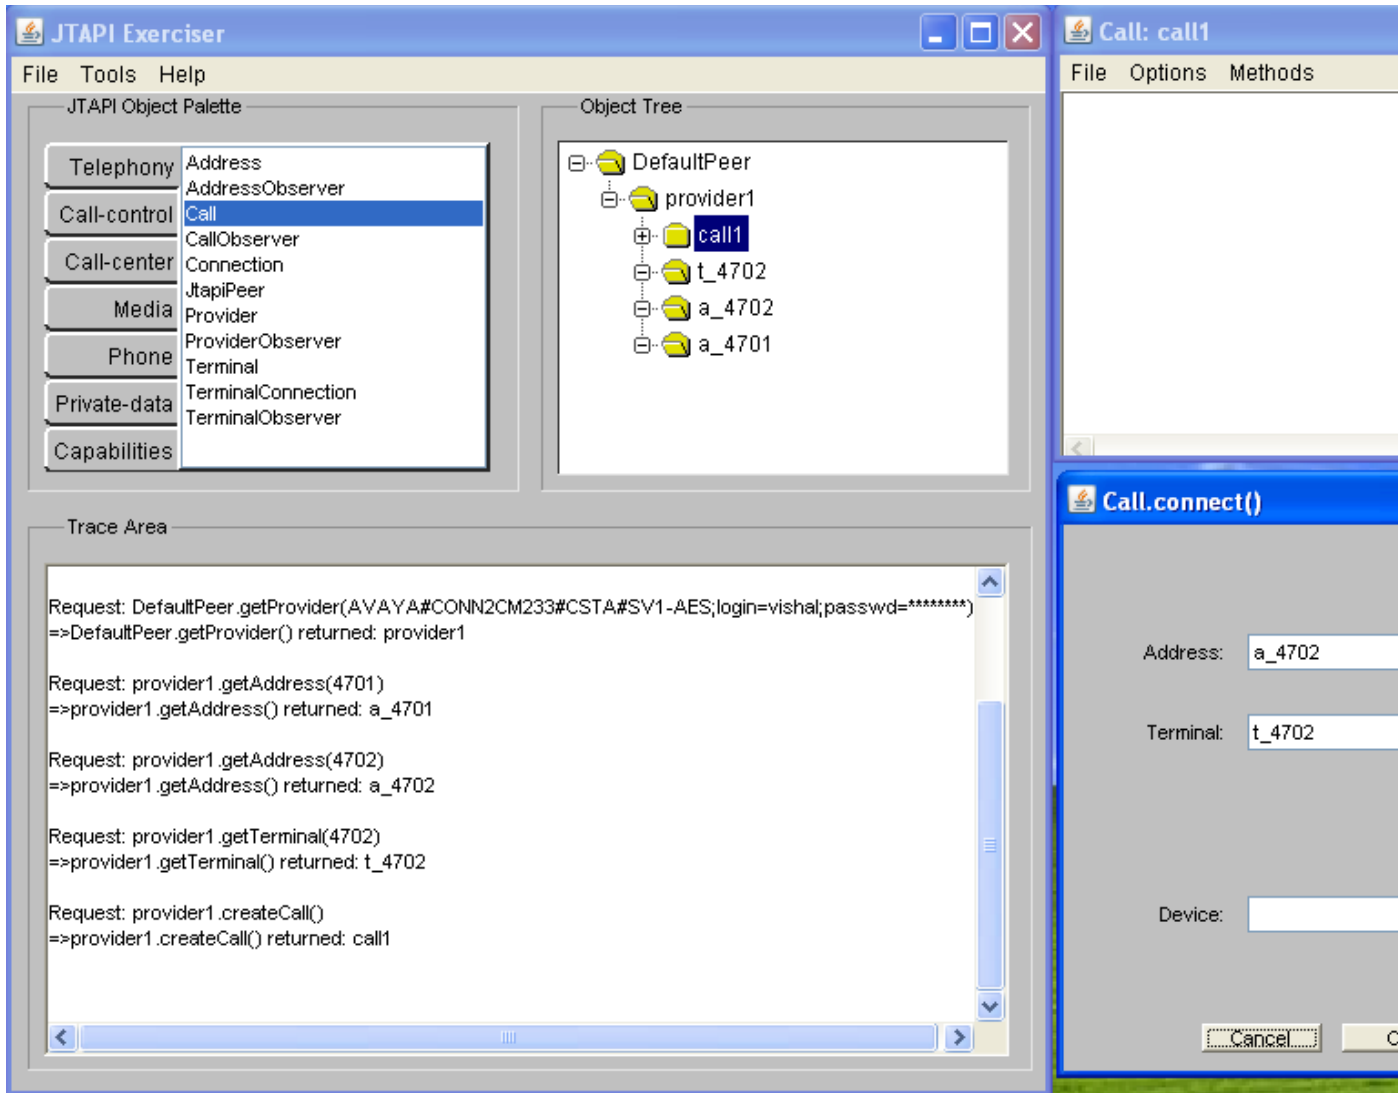 JTAPI Exerciser
File Tools Help
JTAPI Object Palette
Telephony
Call-control
Call-center
Media
Phone
Private-data
Capabilities
Address
AddressObserver
Call
CallObserver
Connection
JtapiPeer
Provider
ProviderObserver
Terminal
TerminalConnection
TerminalObserver
Object Tree
DefaultPeer
provider1
call1
t_4702
a_4702
a_4701
Trace Area
Request: DefaultPeer.getProvider(AVAYA#CONN2CM233#CSTA#SV1-AES;login=vishal;passwd=********)
=>DefaultPeer.getProvider() returned: provider1
Request: provider1.getAddress(4701)
=>provider1.getAddress() returned: a_4701
Request: provider1.getAddress(4702)
=>provider1.getAddress() returned: a_4702
Request: provider1.getTerminal(4702)
=>provider1.getTerminal() returned: t_4702
Request: provider1.createCall()
=>provider1.createCall() returned: call1
Call: call1
File Options Methods
Call.connect()
Address: a_4702
Terminal: t_4702
Device:
Cancel